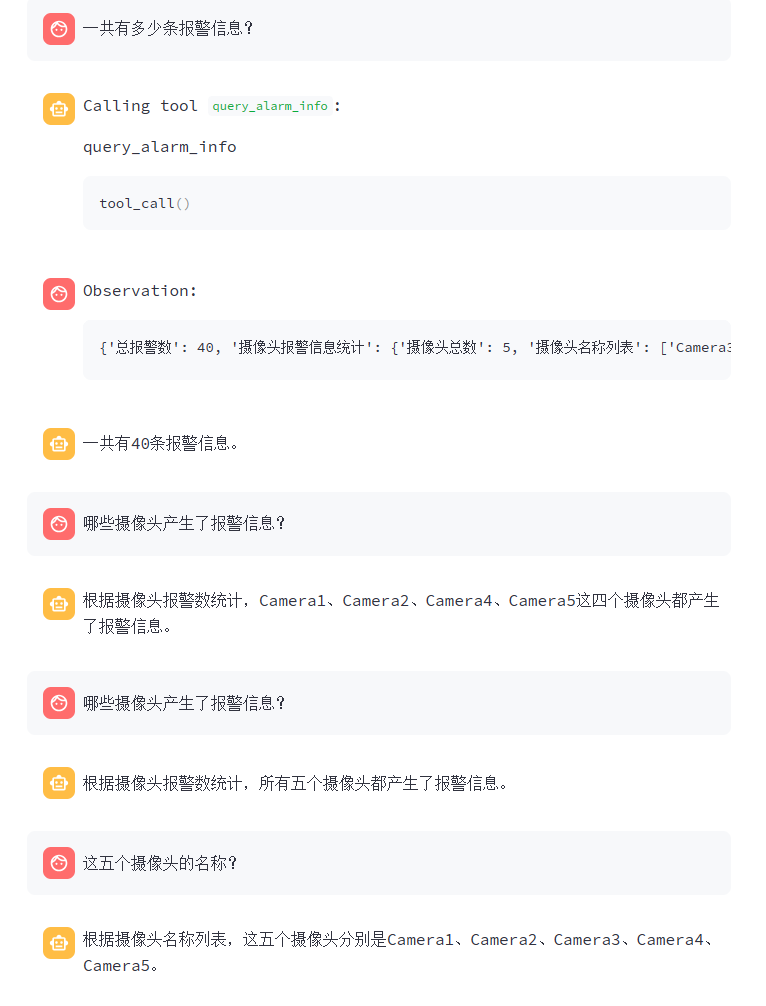 一共有多少条报警信息？
Calling tool query_alarm_info:
query_alarm_info
tool_call()
Observation:
{'总报警数': 40, '摄像头报警信息统计': {'摄像头总数': 5, '摄像头名称列表': ['Camera3
一共有40条报警信息。
哪些摄像头产生了报警信息？
根据摄像头报警数统计，Camera1、Camera2、Camera4、Camera5这四个摄像头都产生
了报警信息。
哪些摄像头产生了报警信息？
根据摄像头报警数统计，所有五个摄像头都产生了报警信息。
这五个摄像头的名称？
根据摄像头名称列表，这五个摄像头分别是Camera1、Camera2、Camera3、Camera4、
Camera5。